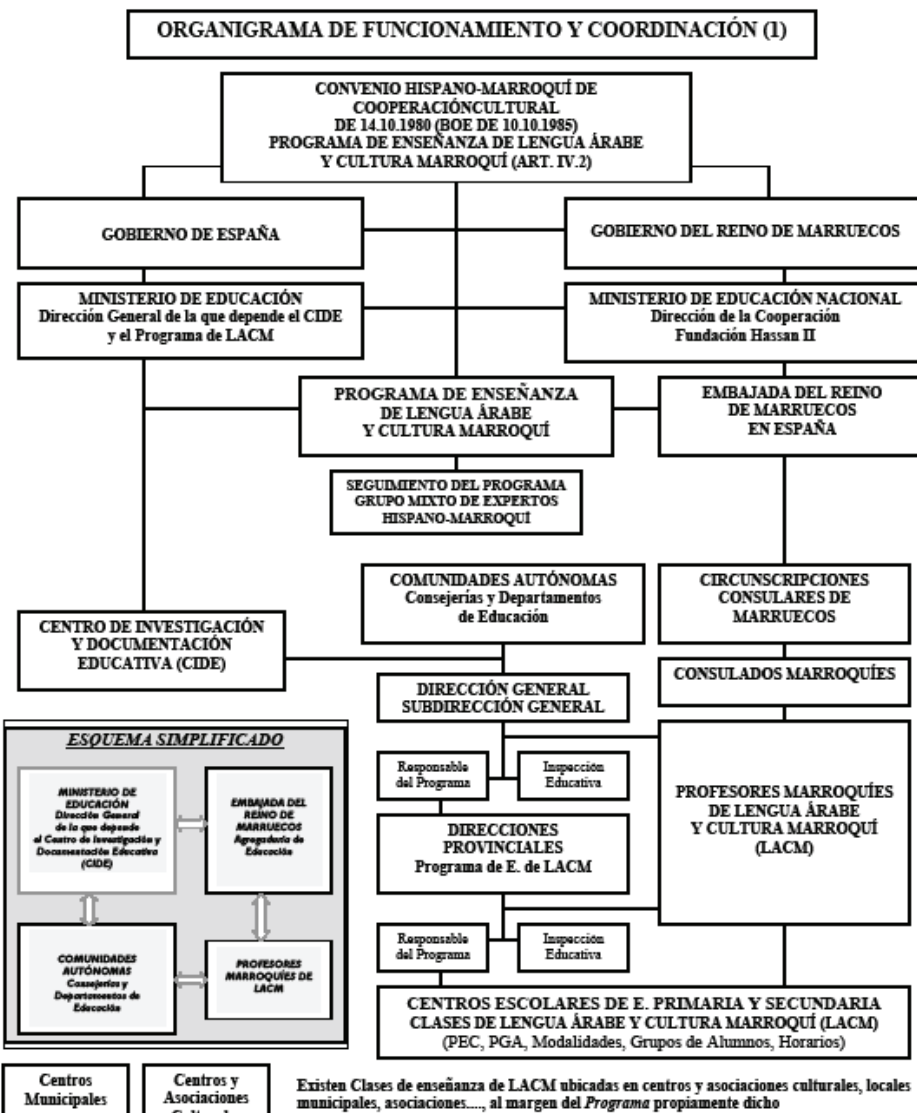 ORGANIGRAMA DE FUNCIONAMIENTO Y COORDINACIÓN (1)
CONVENIO HISPANO-MARROQUÍ DE
COOPERACIÓNCULTURAL
DE 14.10.1980 (BOE DE 10.10.1985)
PROGRAMA DE ENSEÑANZA DE LENGUA ÁRABE
Y CULTURA MARROQUÍ (ART. IV.2)
GOBIERNO DE ESPAÑA
GOBIERNO DEL REINO DE MARRUECOS
MINISTERIO DE EDUCACIÓN
Dirección General de la que depende el CIDE
y el Programa de LACM
MINISTERIO DE EDUCACIÓN NACIONAL
Dirección de la Cooperación
Fundación Hassan II
PROGRAMA DE ENSEÑANZA
DE LENGUA ÁRABE
Y CULTURA MARROQUÍ
EMBAJADA DEL REINO
DE MARRUECOS
EN ESPAÑA
SEGUIMIENTO DEL PROGRAMA
GRUPO MIXTO DE EXPERTOS
HISPANO-MARROQUÍ
COMUNIDADES AUTÓNOMAS
Consejerías y Departamentos
de Educación
CIRCUNSCRIPCIONES
CONSULARES DE
MARRUECOS
CENTRO DE INVESTIGACIÓN
Y DOCUMENTACIÓN
EDUCATIVA (CIDE)
CONSULADOS MARROQUÍES
DIRECCIÓN GENERAL
SUBDIRECCIÓN GENERAL
ESQUEMA SIMPLIFICADO
MINISTERIO DE
EDUCACIÓN
Dirección General
de la que depende
el Centro de Investigación y
Documentación Educativa
(CIDE)
EMBAJADA DEL
REINO DE
MARRUECOS
Agregaduría de
Educación
COMUNIDADES
AUTÓNOMAS
Consejerías y
Departamentos de
Educación
PROFESORES
MARROQUÍES DE
LACM
Responsable
del Programa
Inspección
Educativa
PROFESORES MARROQUÍES
DE LENGUA ÁRABE
Y CULTURA MARROQUÍ
(LACM)
DIRECCIONES
PROVINCIALES
Programa de E. de LACM
Responsable
del Programa
Inspección
Educativa
CENTROS ESCOLARES DE E. PRIMARIA Y SECUNDARIA
CLASES DE LENGUA ÁRABE Y CULTURA MARROQUÍ (LACM)
(PEC, PGA, Modalidades, Grupos de Alumnos, Horarios)
Centros
Municipales
Centros y
Asociaciones
Existen Clases de enseñanza de LACM ubicadas en centros y asociaciones culturales, locales
municipales, asociaciones...., al margen del Programa propiamente dicho